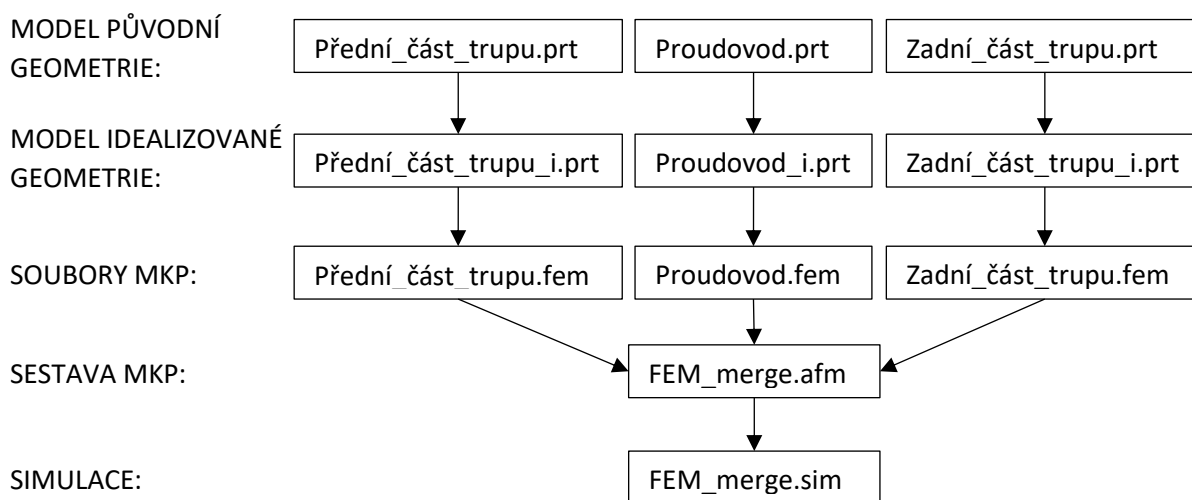 MODEL PŮVODNÍ
GEOMETRIE:
Přední_část_trupu.prt
Proudovod.prt
Zadní_část_trupu.prt
MODEL IDEALIZOVANÉ
GEOMETRIE:
Přední_část_trupu_i.prt
Proudovod_i.prt
Zadní_část_trupu_i.prt
SOUBORY MKP:
Přední_část_trupu.fem
Proudovod.fem
Zadní_část_trupu.fem
SESTAVA MKP:
FEM_merge.afm
SIMULACE:
FEM_merge.sim